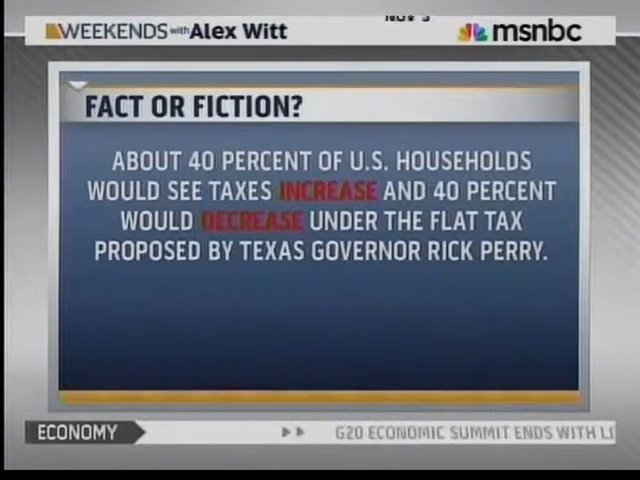 NOV 5
WEEKENDS with Alex Witt
msnbc
FACT OR FICTION?
ABOUT 40 PERCENT OF U.S. HOUSEHOLDS
WOULD SEE TAXES INCREASE AND 40 PERCENT
WOULD DECREASE UNDER THE FLAT TAX
PROPOSED BY TEXAS GOVERNOR RICK PERRY.
ECONOMY
G20 ECONOMIC SUMMIT ENDS WITH